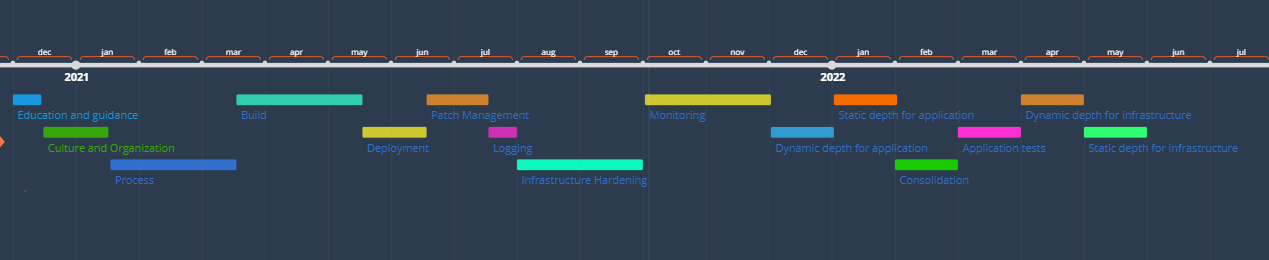 dec jan feb mar apr may jun jul aug sep oct nov dec jan feb mar apr may jun jul
2021 2022
Education and guidance Build Patch Management Monitoring Static depth for application Dynamic depth for infrastructure
Culture and Organization Deployment Logging Dynamic depth for application Application tests Static depth for infrastructure
Process Infrastructure Hardening Consolidation